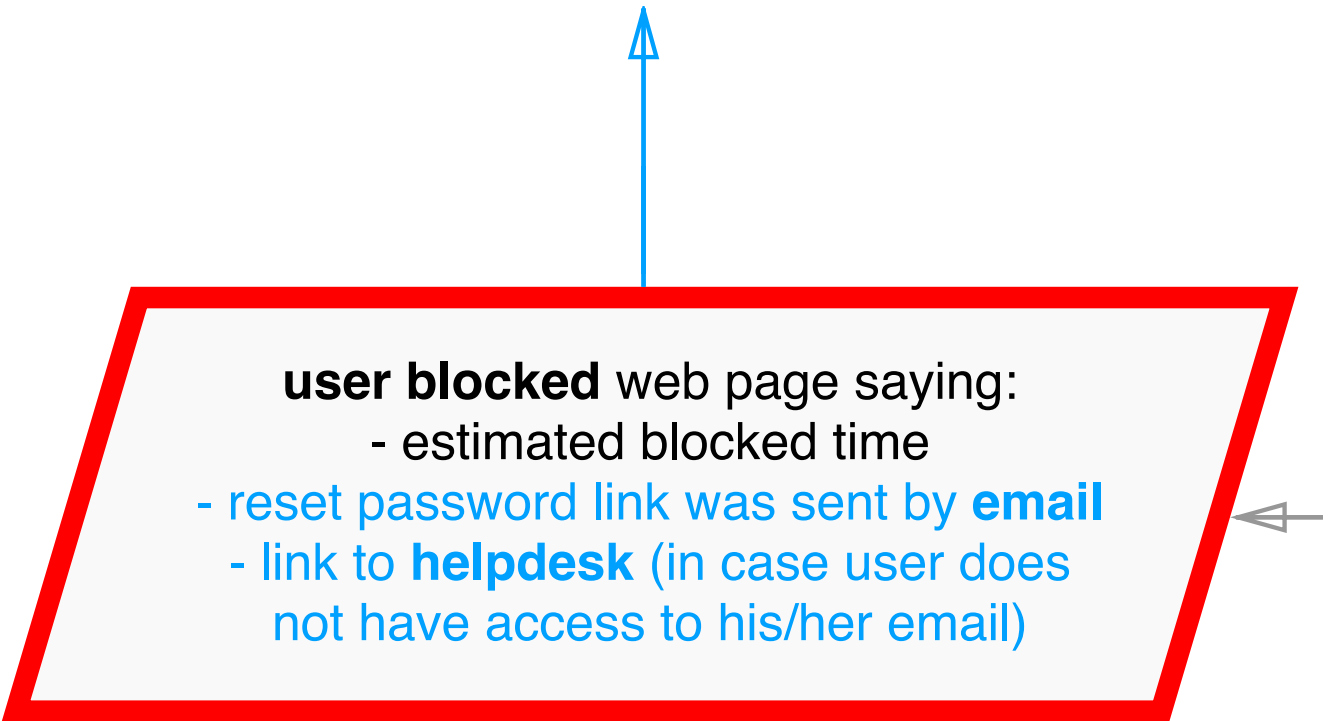 user blocked web page saying:
- estimated blocked time
- reset password link was sent by email
- link to helpdesk (in case user does
not have access to his/her email)